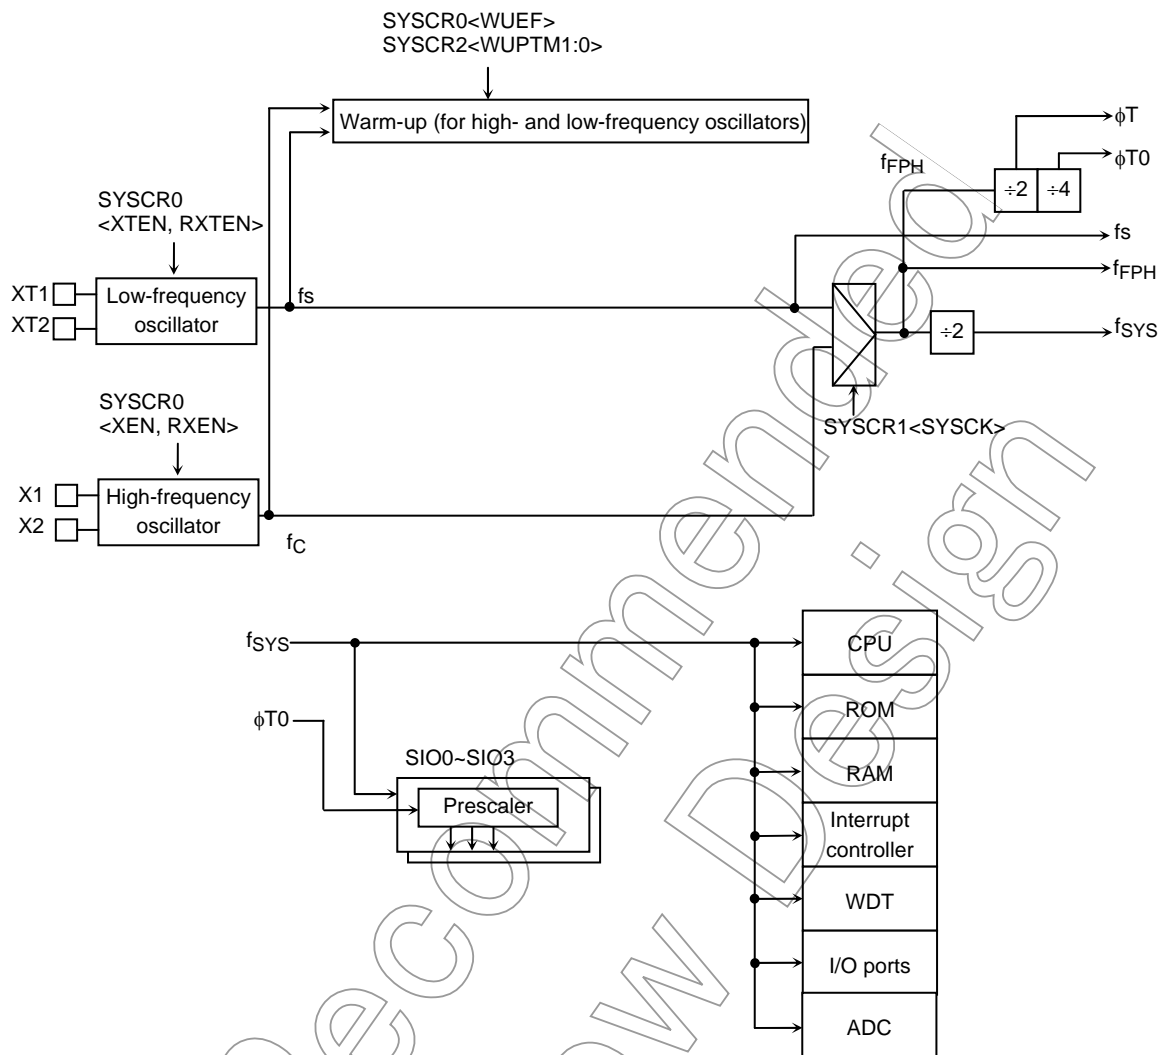 SYSCR0<WUEF>
SYSCR2<WUPTM1:0>
Warm-up (for high- and low-frequency oscillators)
ϕT
fFPH
ϕT0
÷2
÷4
SYSCR0
<XTEN, RXTEN>
fs
fFPH
XT1
Low-frequency
oscillator
fs
XT2
÷2
fSYS
SYSCR0
<XEN, RXEN>
SYSCR1<SYSCK>
X1
High-frequency
oscillator
X2
fC
fSYS
CPU
ϕT0
ROM
SIO0~SIO3
RAM
Prescaler
Interrupt
controller
WDT
I/O ports
ADC
Recommended
w Design